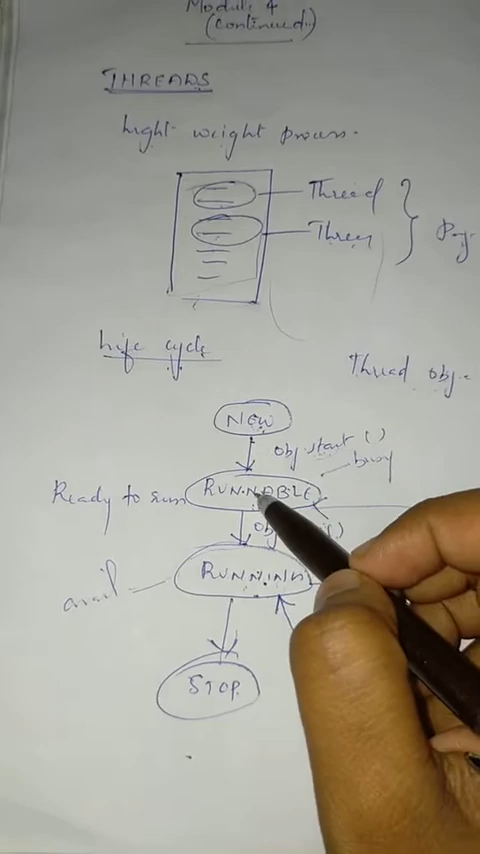 Module 4
(Continued)
THREADS
Light weight process.
Thread
Life cycle
Thread obj.
NEW
obj.start ()
busy
Ready to run
RUNNABLE
()
RUNNING
avail
STOP